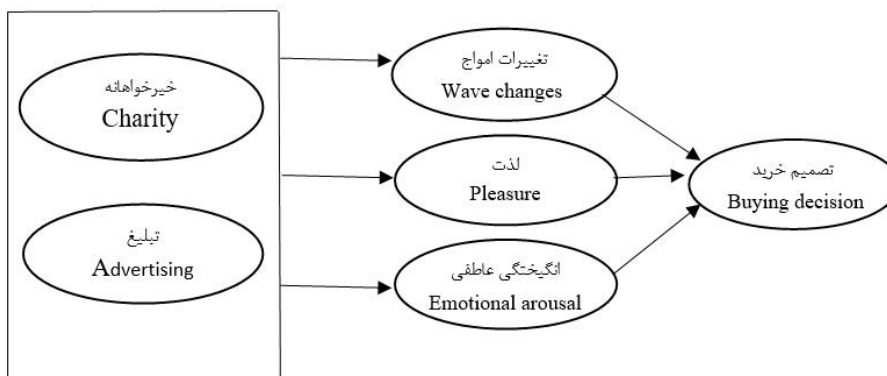 خیرخواهانه
Charity
تبلیغ
Advertising
تغییرات امواج
Wave changes
لذت
Pleasure
انگیختگی عاطفی
Emotional arousal
تصمیم خرید
Buying decision